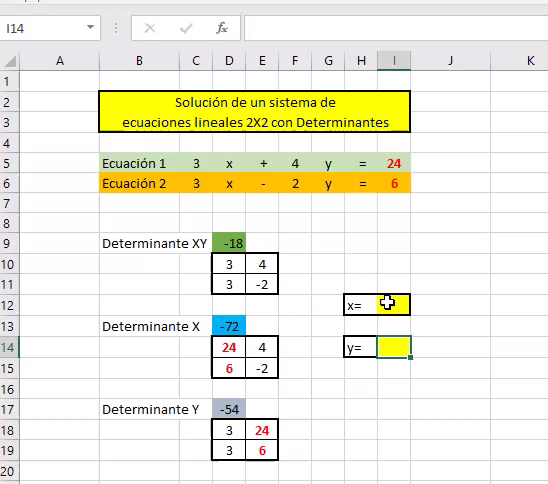 I14
fx
A B C D E F G H I J K
1
2 Solución de un sistema de
3 ecuaciones lineales 2X2 con Determinantes
4
5 Ecuación 1 3 x + 4 y = 24
6 Ecuación 2 3 x - 2 y = 6
7
8
9 Determinante XY -18
10 3 4
11 3 -2
12 x=
13 Determinante X -72
14 24 4 y=
15 6 -2
16
17 Determinante Y -54
18 3 24
19 3 6
20